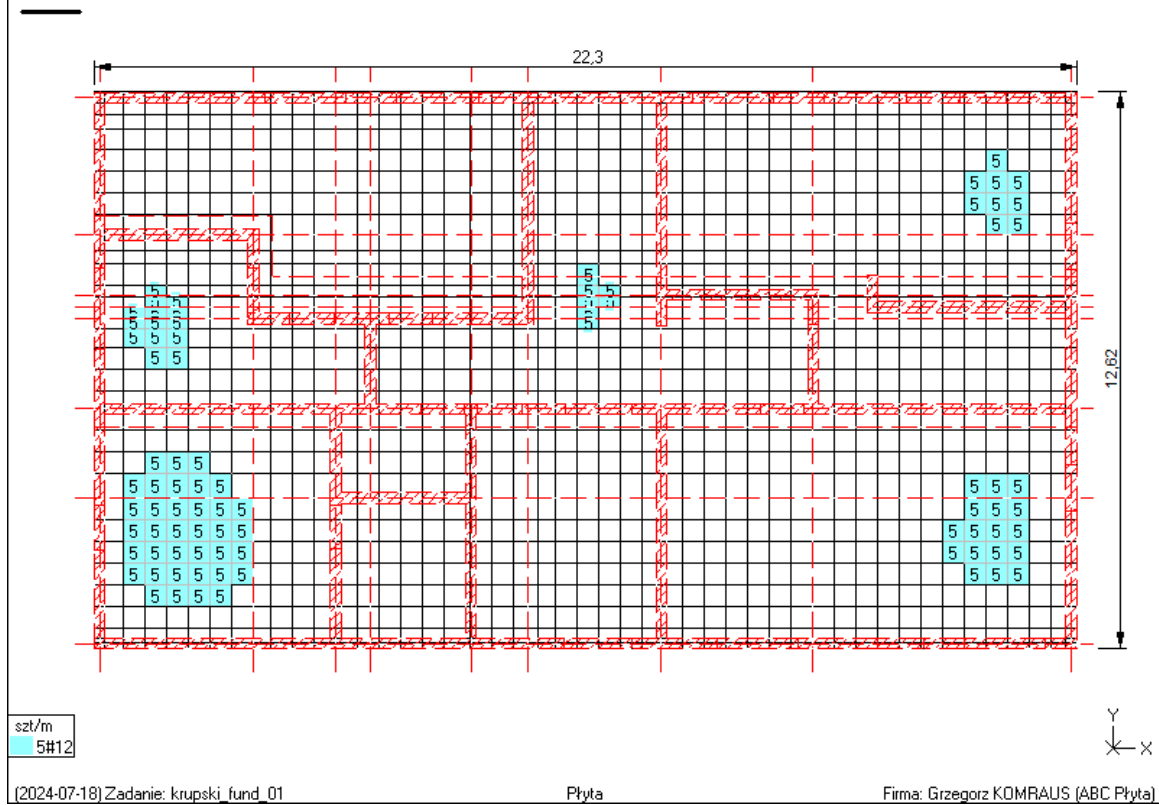 22,3
5
5 5 5
5 5 5
5 5
5
5 5 5
5
5 5 5 5
5 5 5
5 5
12,62
5 5 5
5 5 5 5 5 5 5 5
5 5 5 5 5 5 5 5 5
5 5 5 5 5 5 5 5 5 5
5 5 5 5 5 5 5 5 5 5
5 5 5 5 5 5 5 5 5
5 5 5 5
szt/m
5#12
Y
X
(2024-07-18) Zadanie: krupski_fund_01
Płyta
Firma: Grzegorz KOMRAUS (ABC Płyta)